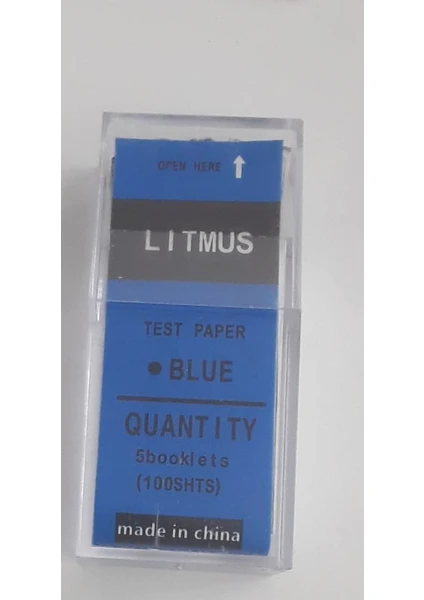 OPEN HERE
LITMUS
TEST PAPER
BLUE
QUANTITY
5booklets
(100SHTS)
made in china